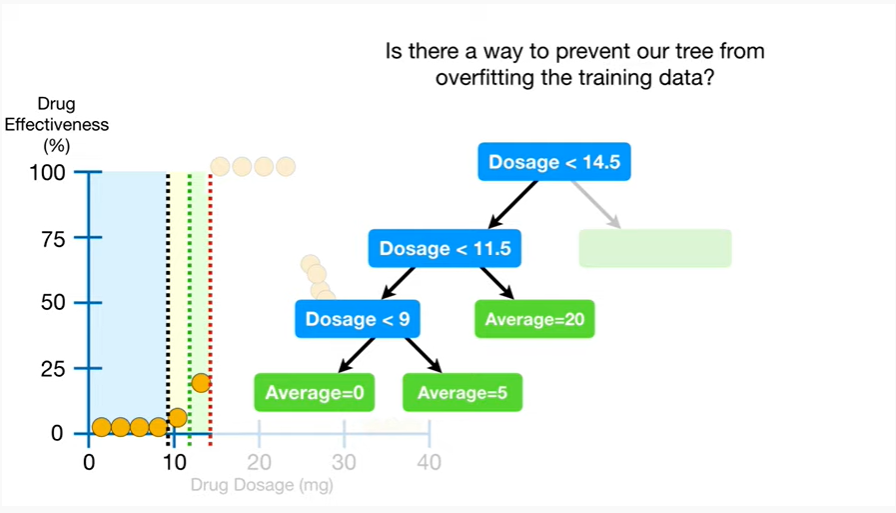 Is there a way to prevent our tree from
overfitting the training data?
Drug
Effectiveness
(%)
100
75
50
25
0
0
10
20
30
40
Drug Dosage (mg)
Dosage < 14.5
Dosage < 11.5
Dosage < 9
Average=20
Average=0
Average=5